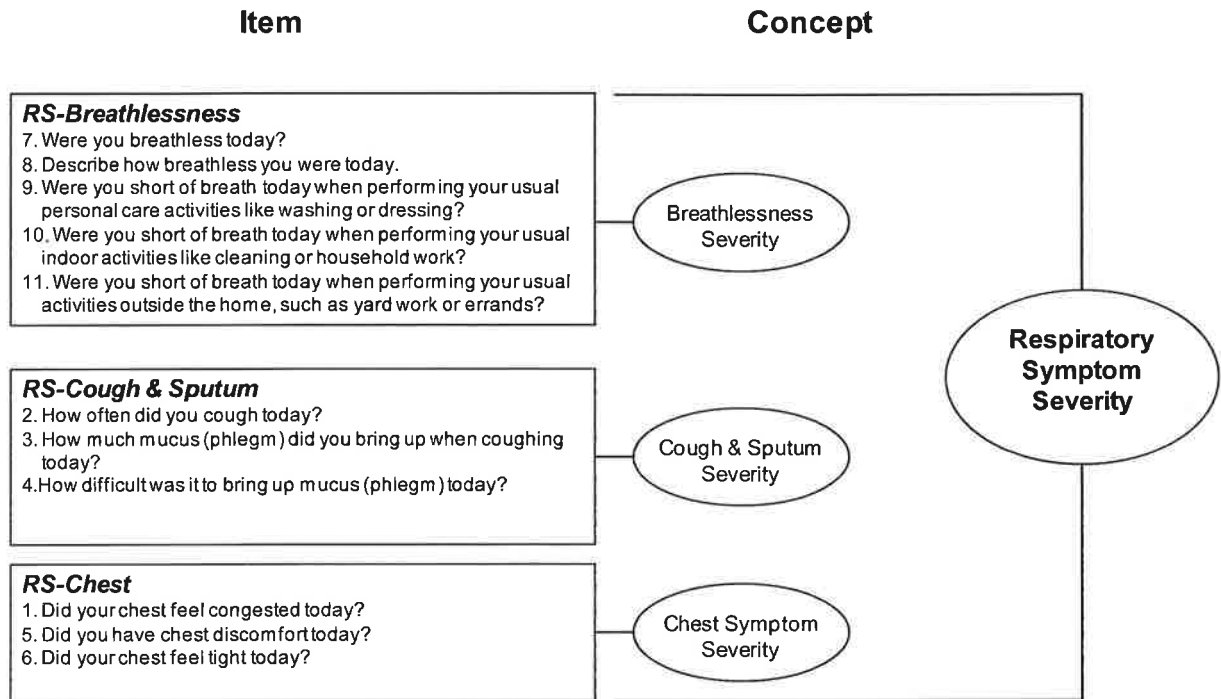 Item
Concept
RS-Breathlessness
7. Were you breathless today?
8. Describe how breathless you were today.
9. Were you short of breath today when performing your usual
personal care activities like washing or dressing?
10. Were you short of breath today when performing your usual
indoor activities like cleaning or household work?
11. Were you short of breath today when performing your usual
activities outside the home, such as yard work or errands?
Breathlessness
Severity
RS-Cough & Sputum
2. How often did you cough today?
3. How much mucus (phlegm) did you bring up when coughing
today?
4.How difficult was it to bring up mucus (phlegm) today?
Cough & Sputum
Severity
RS-Chest
1. Did your chest feel congested today?
5. Did you have chest discomfort today?
6. Did your chest feel tight today?
Chest Symptom
Severity
Respiratory
Symptom
Severity